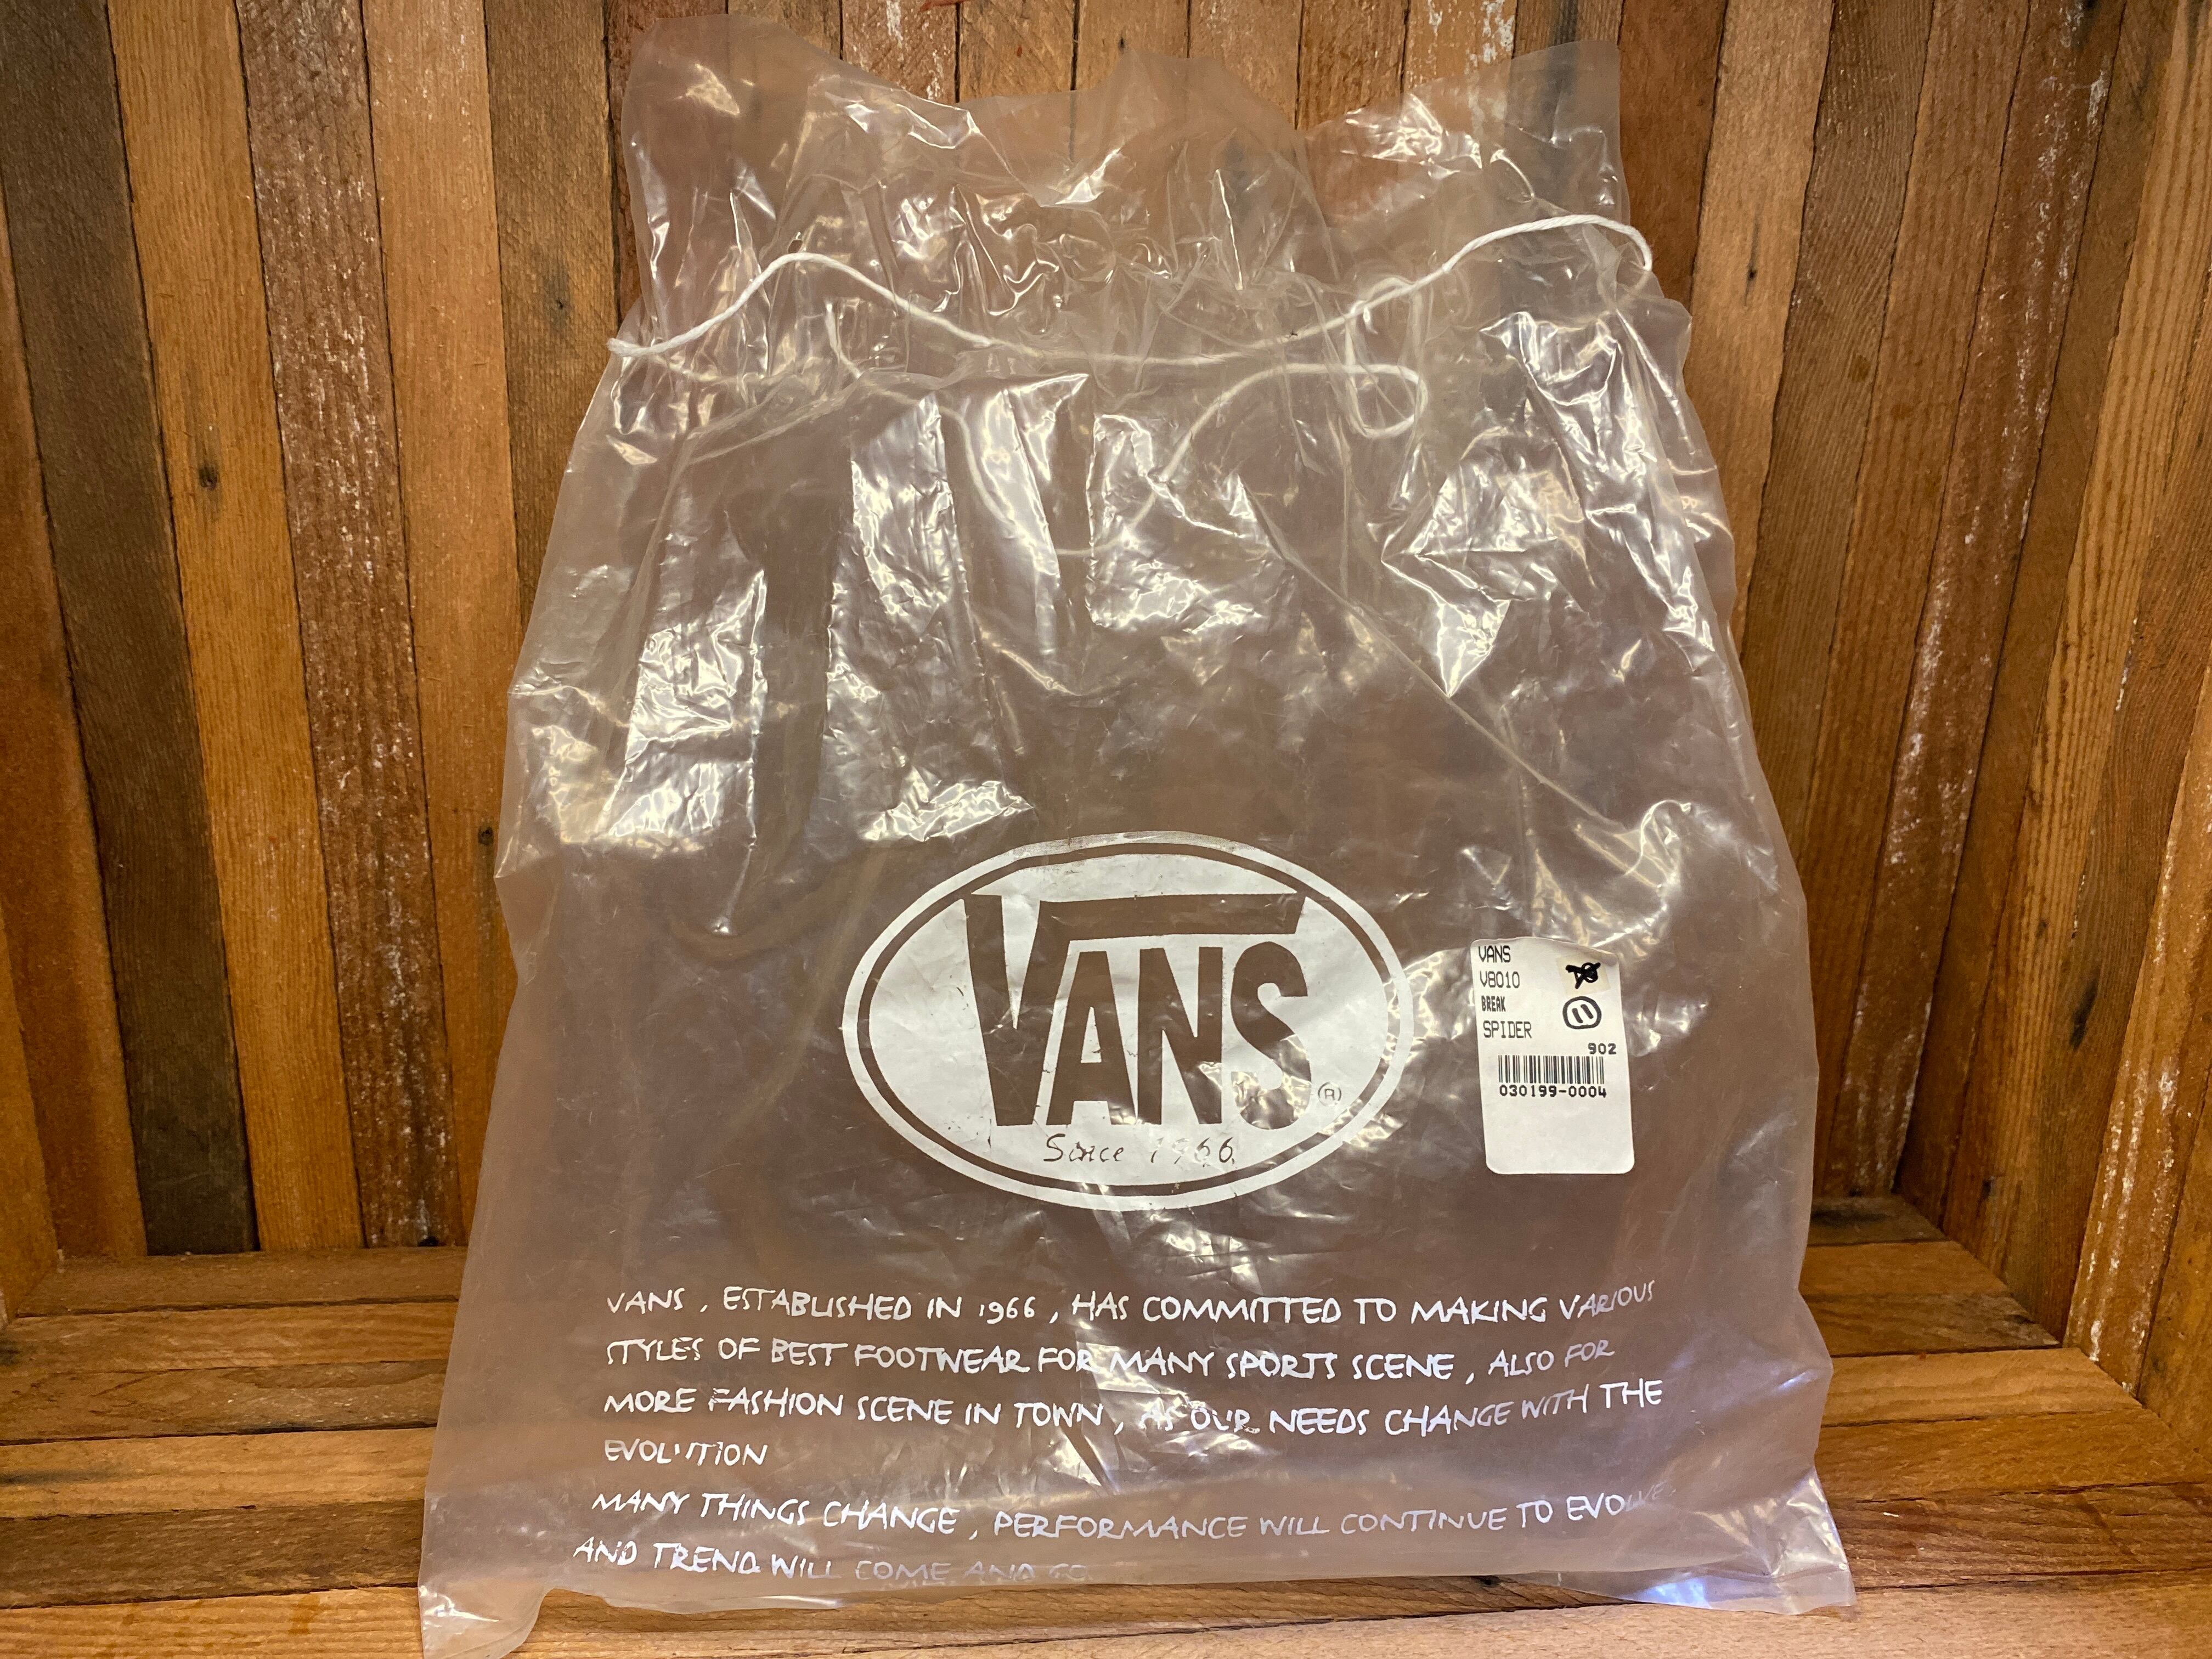 VANS
®
Since 1966.
VANS
V8010
BREAK
SPIDER
11
902
030199-0004
VANS , ESTABLISHED IN 1966 , HAS COMMITTED TO MAKING VARIOUS
STYLES OF BEST FOOTWEAR FOR MANY SPORTS SCENE , ALSO FOR
MORE FASHION SCENE IN TOWN , AS OUR NEEDS CHANGE WITH THE
EVOLUTION
MANY THINGS CHANGE , PERFORMANCE WILL CONTINUE TO EVOLVE.
AND TREND WILL COME AND GO